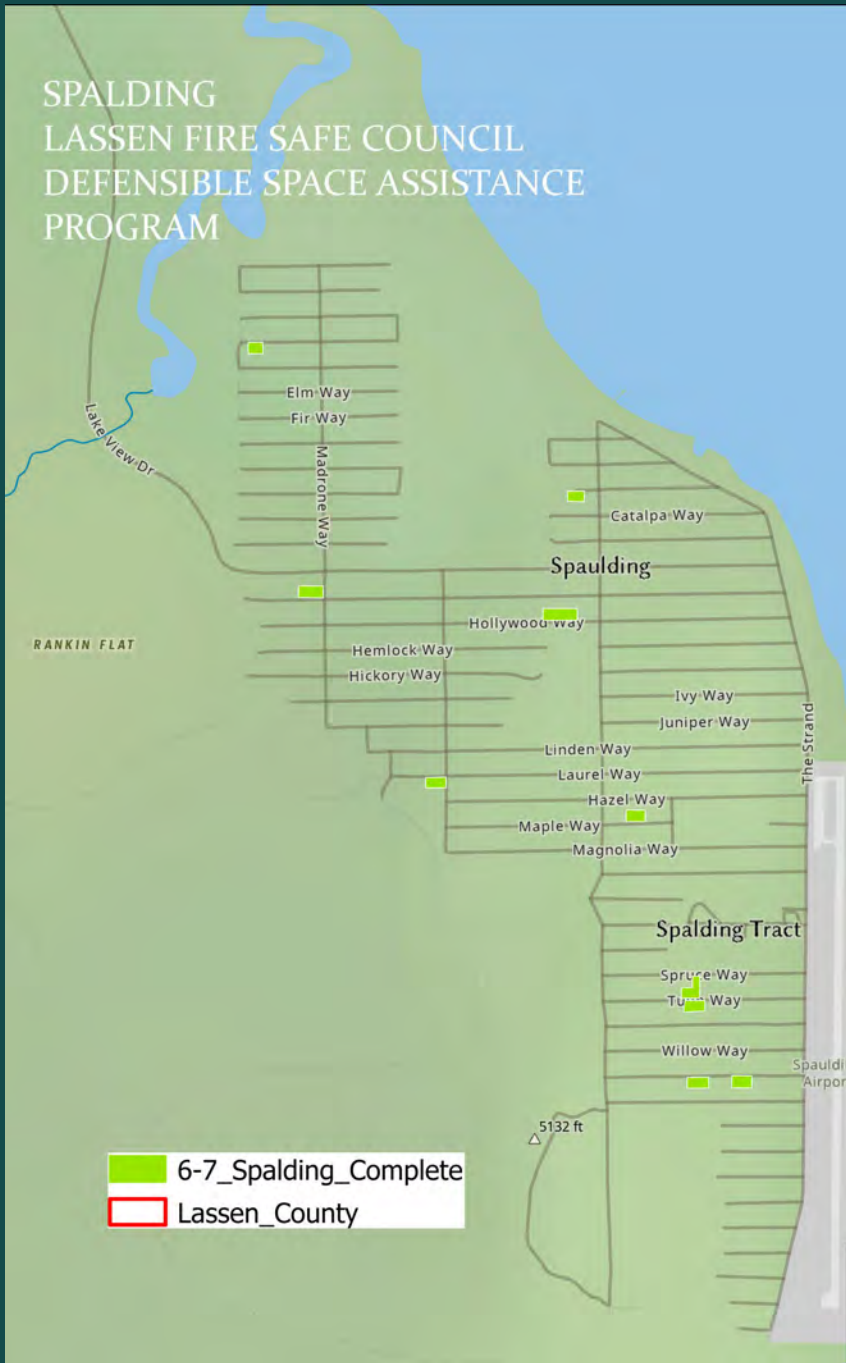 SPALDING
LASSEN FIRE SAFE COUNCIL
DEFENSIBLE SPACE ASSISTANCE
PROGRAM
Elm Way
Fir Way
Lake View Dr
Madrone Way
Catalpa Way
Spaulding
Hollywood Way
RANKIN FLAT
Hemlock Way
Hickory Way
Ivy Way
Juniper Way
The Strand
Linden Way
Laurel Way
Hazel Way
Maple Way
Magnolia Way
Spalding Tract
Spruce Way
Way
Willow Way
5132 ft
6-7_Spalding_Complete
Lassen_County